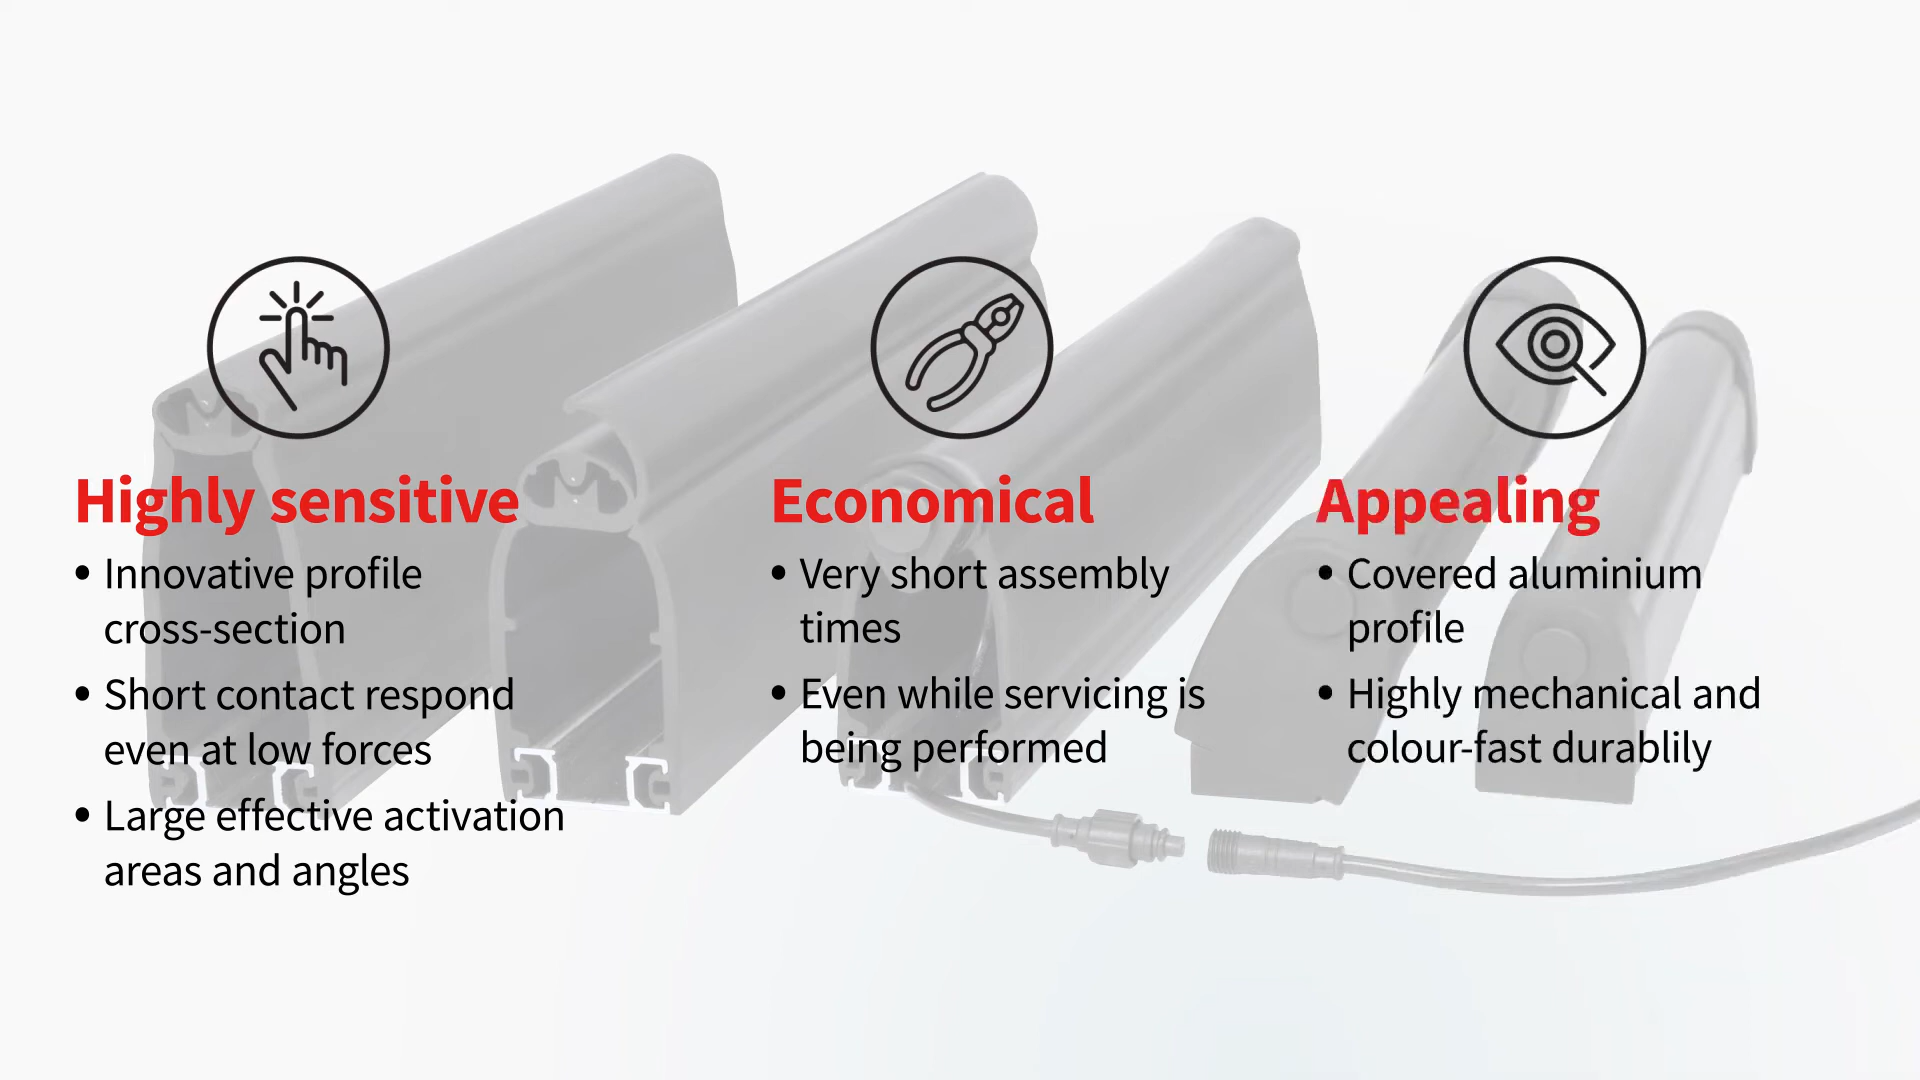 Highly sensitive
• Innovative profile
cross-section
• Short contact respond
even at low forces
• Large effective activation
areas and angles
Economical
• Very short assembly
times
• Even while servicing is
being performed
Appealing
• Covered aluminium
profile
• Highly mechanical and
colour-fast durablily